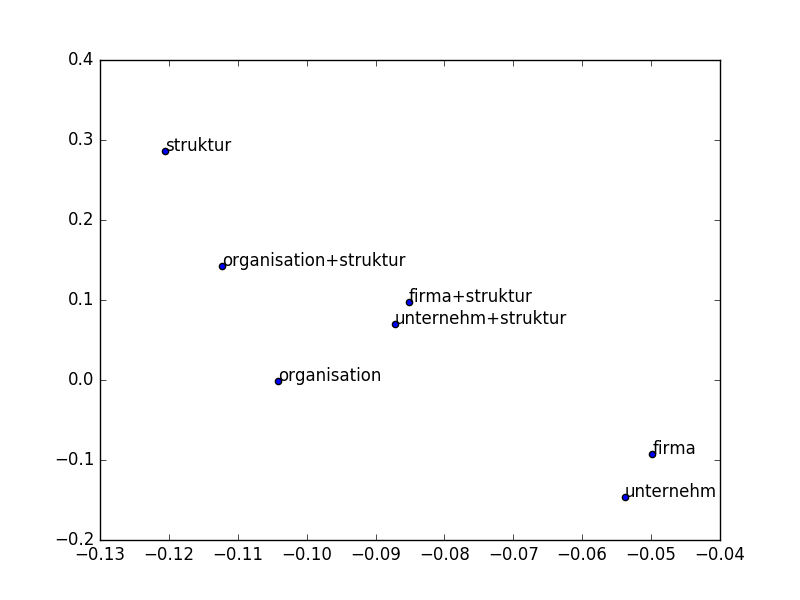 0.4
struktur
0.3
0.2
organisation+struktur
firma+struktur
0.1
unternehm+struktur
organisation
0.0
firma
−0.1
unternehm
−0.2
−0.13 −0.12 −0.11 −0.10 −0.09 −0.08 −0.07 −0.06 −0.05 −0.04